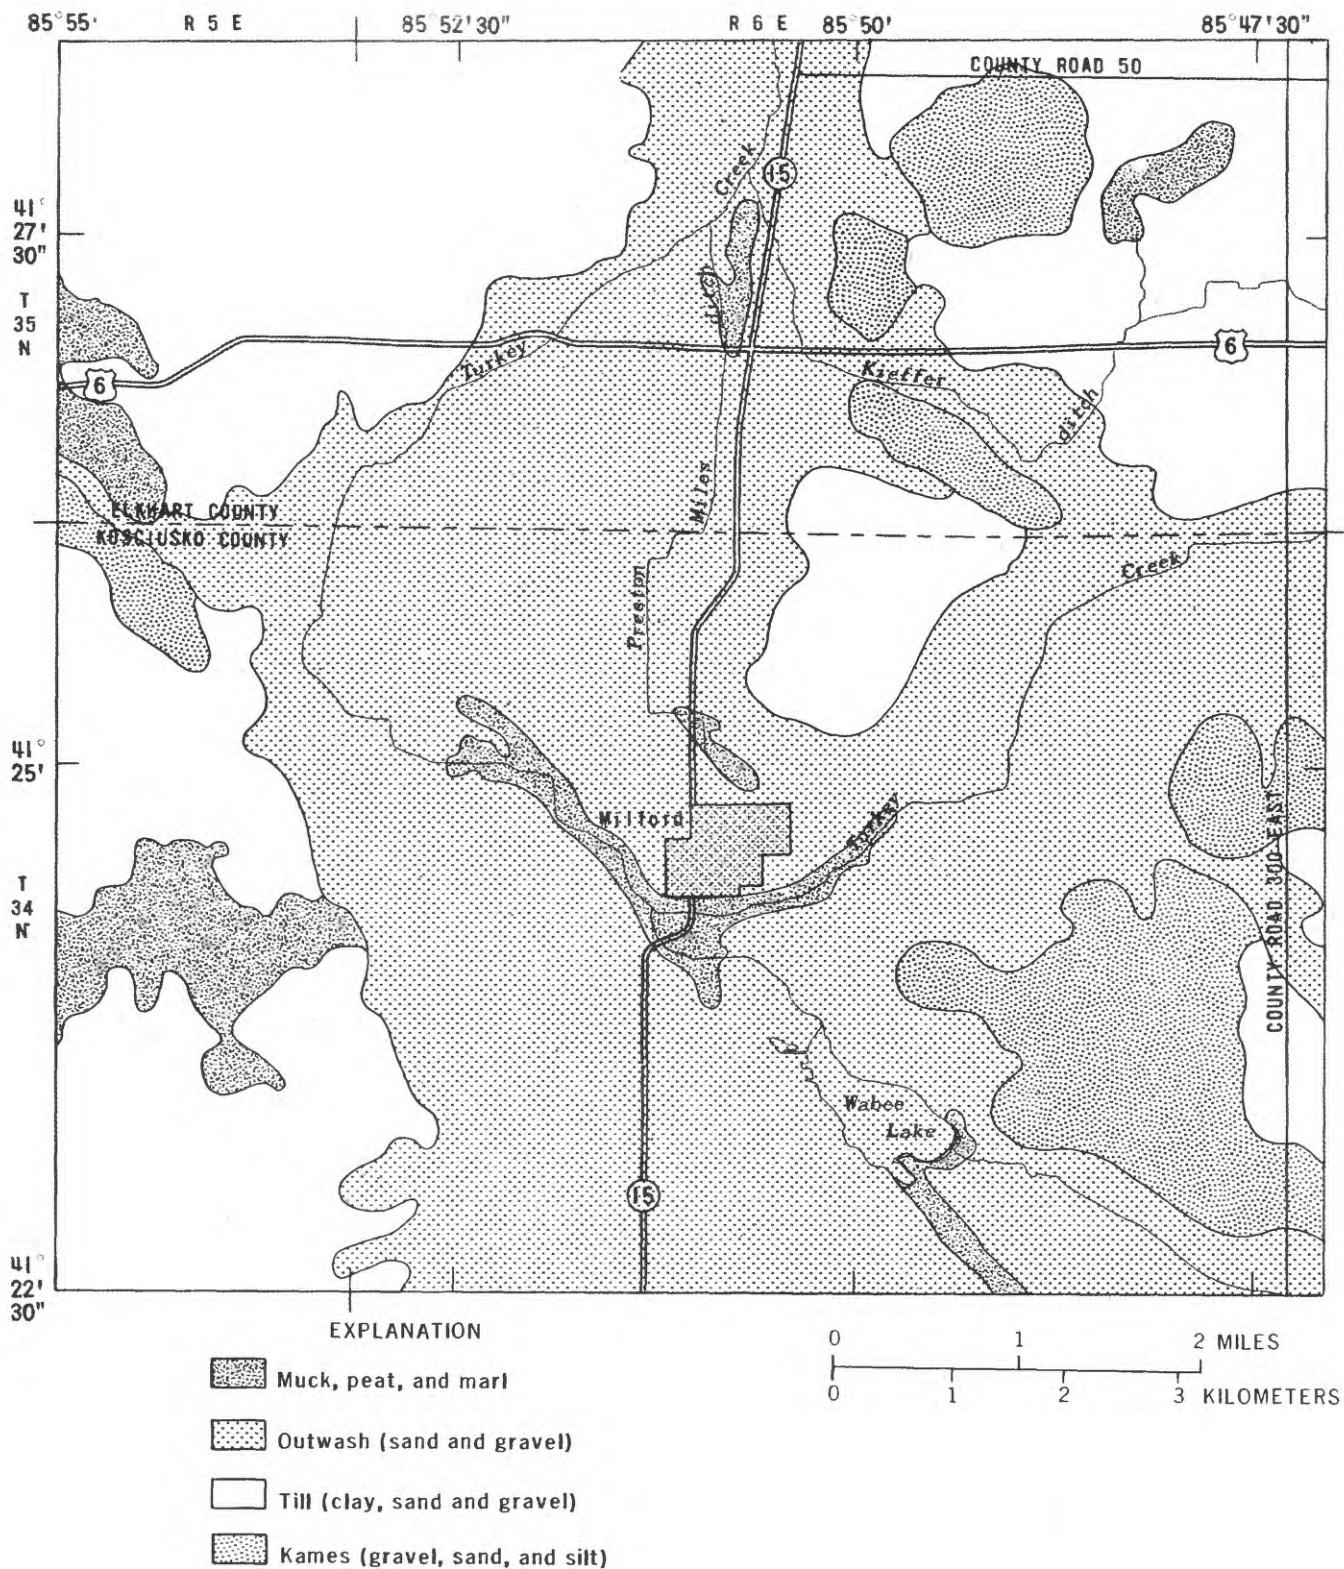 85°55' R 5 E 85°52'30" R 6 E 85°50' 85°47'30"
COUNTY ROAD 50
Creek
15
41°
27'
30"
ditch
T
35
N
6
Turkey
6
Kieffer
ditch
Miles
ELKHART COUNTY
KOSCIUSKO COUNTY
Creek
Preston
41°
25'
Milford
Turkey
COUNTY ROAD 300 EAST
T
34
N
Wabee
Lake
15
41°
22'
30"
EXPLANATION
Muck, peat, and marl
Outwash (sand and gravel)
Till (clay, sand and gravel)
Kames (gravel, sand, and silt)
0 1 2 MILES
0 1 2 3 KILOMETERS